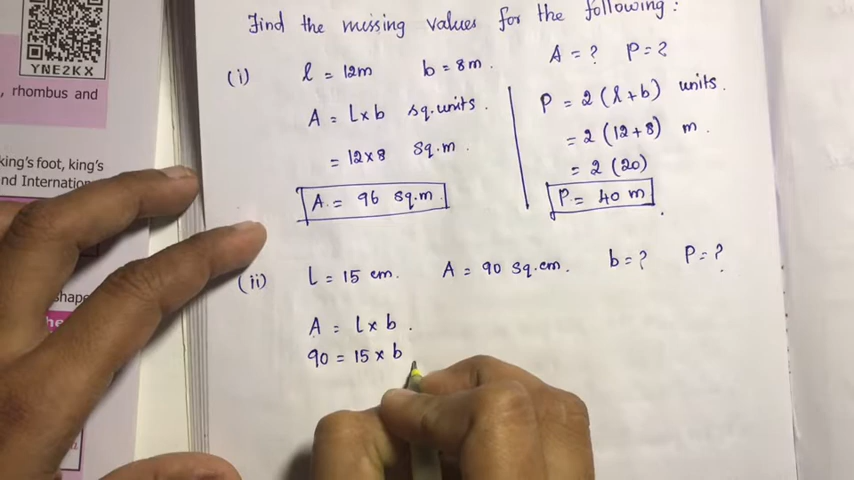 YNE2KX
, rhombus and
king's foot, king's
nd Internation
shape
Find the missing values for the following :
(i) l = 12m b = 8m. A = ? P = ?
A = l x b sq.units.
= 12 x 8 sq.m.
A = 96 sq.m
P = 2 (l + b) units.
= 2 (12+8) m.
= 2 (20)
P = 40 m.
(ii) l = 15 cm. A = 90 sq.cm. b = ? P = ?
A = l x b.
90 = 15 x b